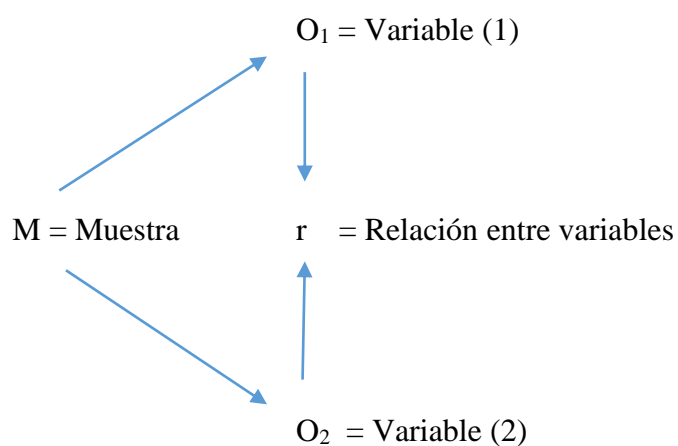 O₁ = Variable (1)
M = Muestra
r = Relación entre variables
O₂ = Variable (2)